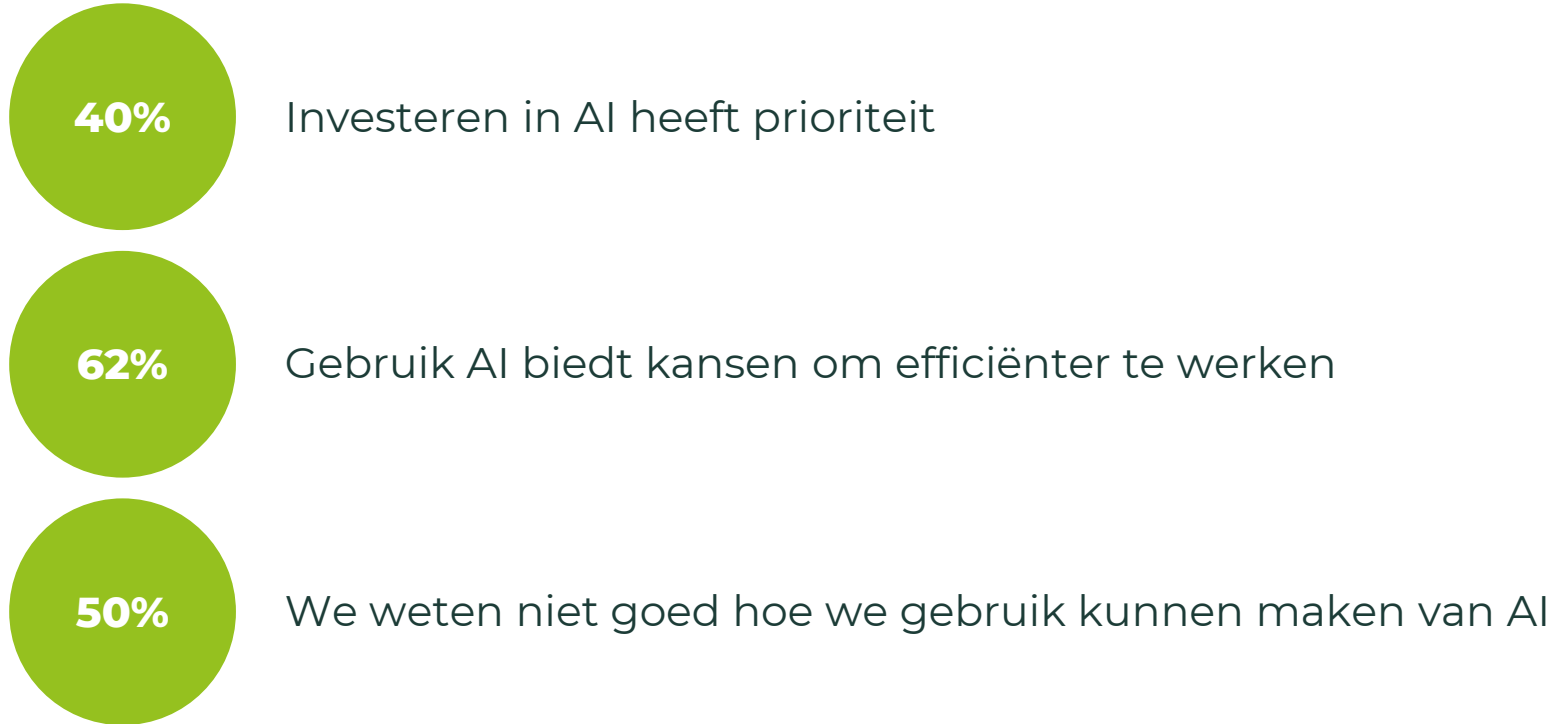 40%
Investeren in AI heeft prioriteit
62%
Gebruik AI biedt kansen om efficiënter te werken
50%
We weten niet goed hoe we gebruik kunnen maken van AI